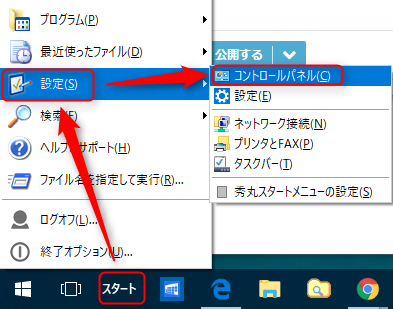 プログラム(P)
最近使ったファイル(D)
公開する
設定(S)
コントロールパネル(C)
設定(E)
検索(F)
ネットワーク接続(N)
プリンタとFAX(P)
ヘルプとサポート(H)
タスクバー(T)
ファイル名を指定して実行(R)...
秀丸スタートメニューの設定(S)
ログオフ(L)...
終了オプション(U)...
スタート